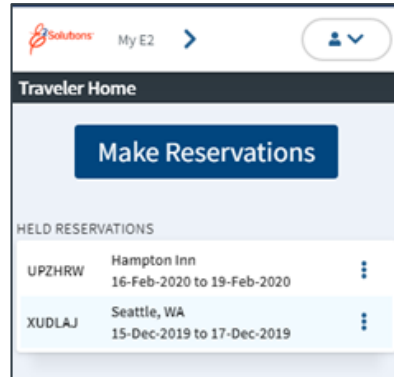 E2 Solutions
My E2
Traveler Home
Make Reservations
HELD RESERVATIONS
UPZHRW
Hampton Inn
16-Feb-2020 to 19-Feb-2020
XUDLAJ
Seattle, WA
15-Dec-2019 to 17-Dec-2019